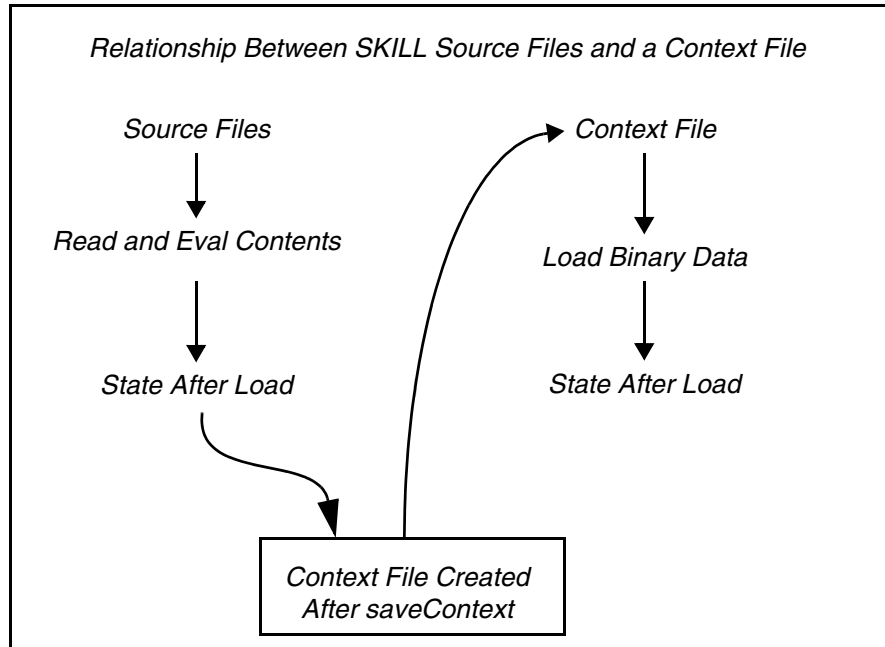 Relationship Between SKILL Source Files and a Context File
Source Files
Read and Eval Contents
State After Load
Context File Created
After saveContext
Context File
Load Binary Data
State After Load